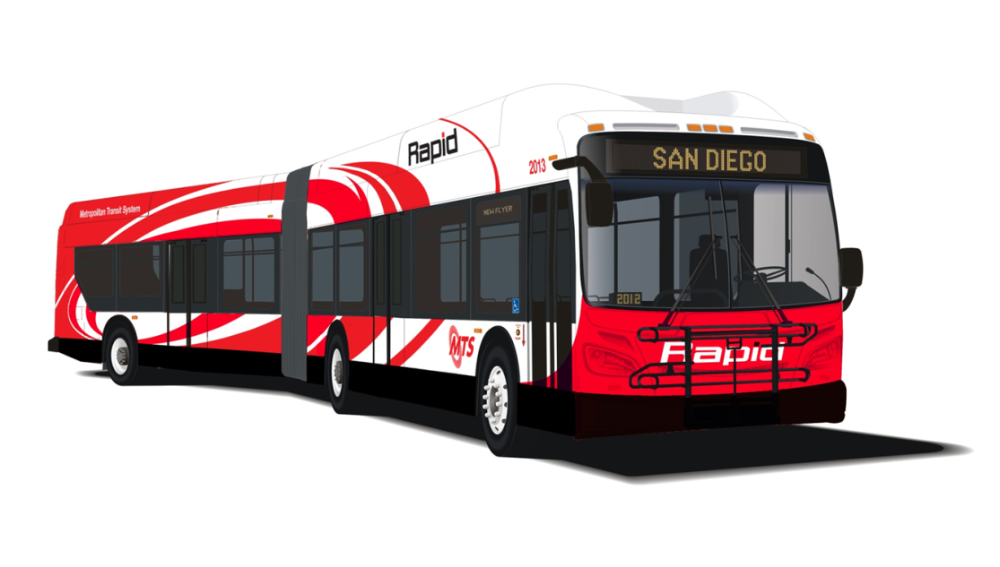 Metropolitan Transit System
Rapid
2013
SAN DIEGO
NEW FLYER
2012
MTS
Rapid